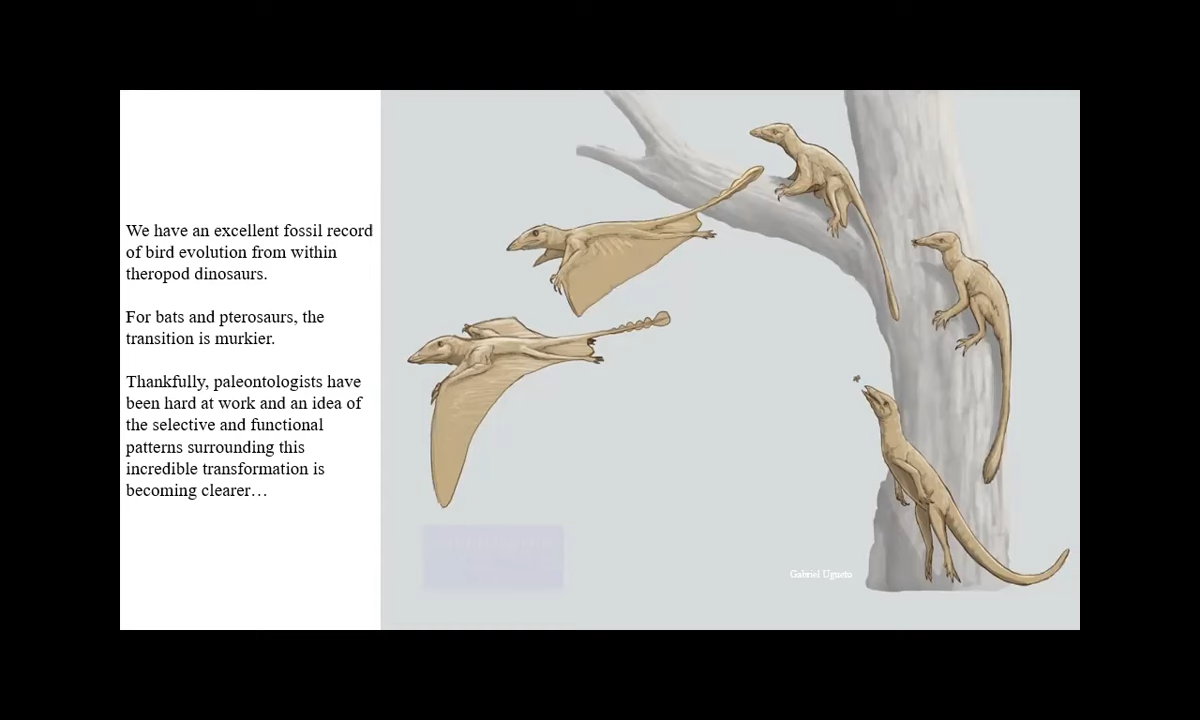 We have an excellent fossil record
of bird evolution from within
theropod dinosaurs.
For bats and pterosaurs, the
transition is murkier.
Thankfully, paleontologists have
been hard at work and an idea of
the selective and functional
patterns surrounding this
incredible transformation is
becoming clearer…
Gabriel Ugueto